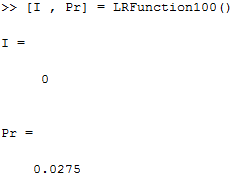 >> [I , Pr] = LRFunction100()
I =
0
Pr =
0.0275